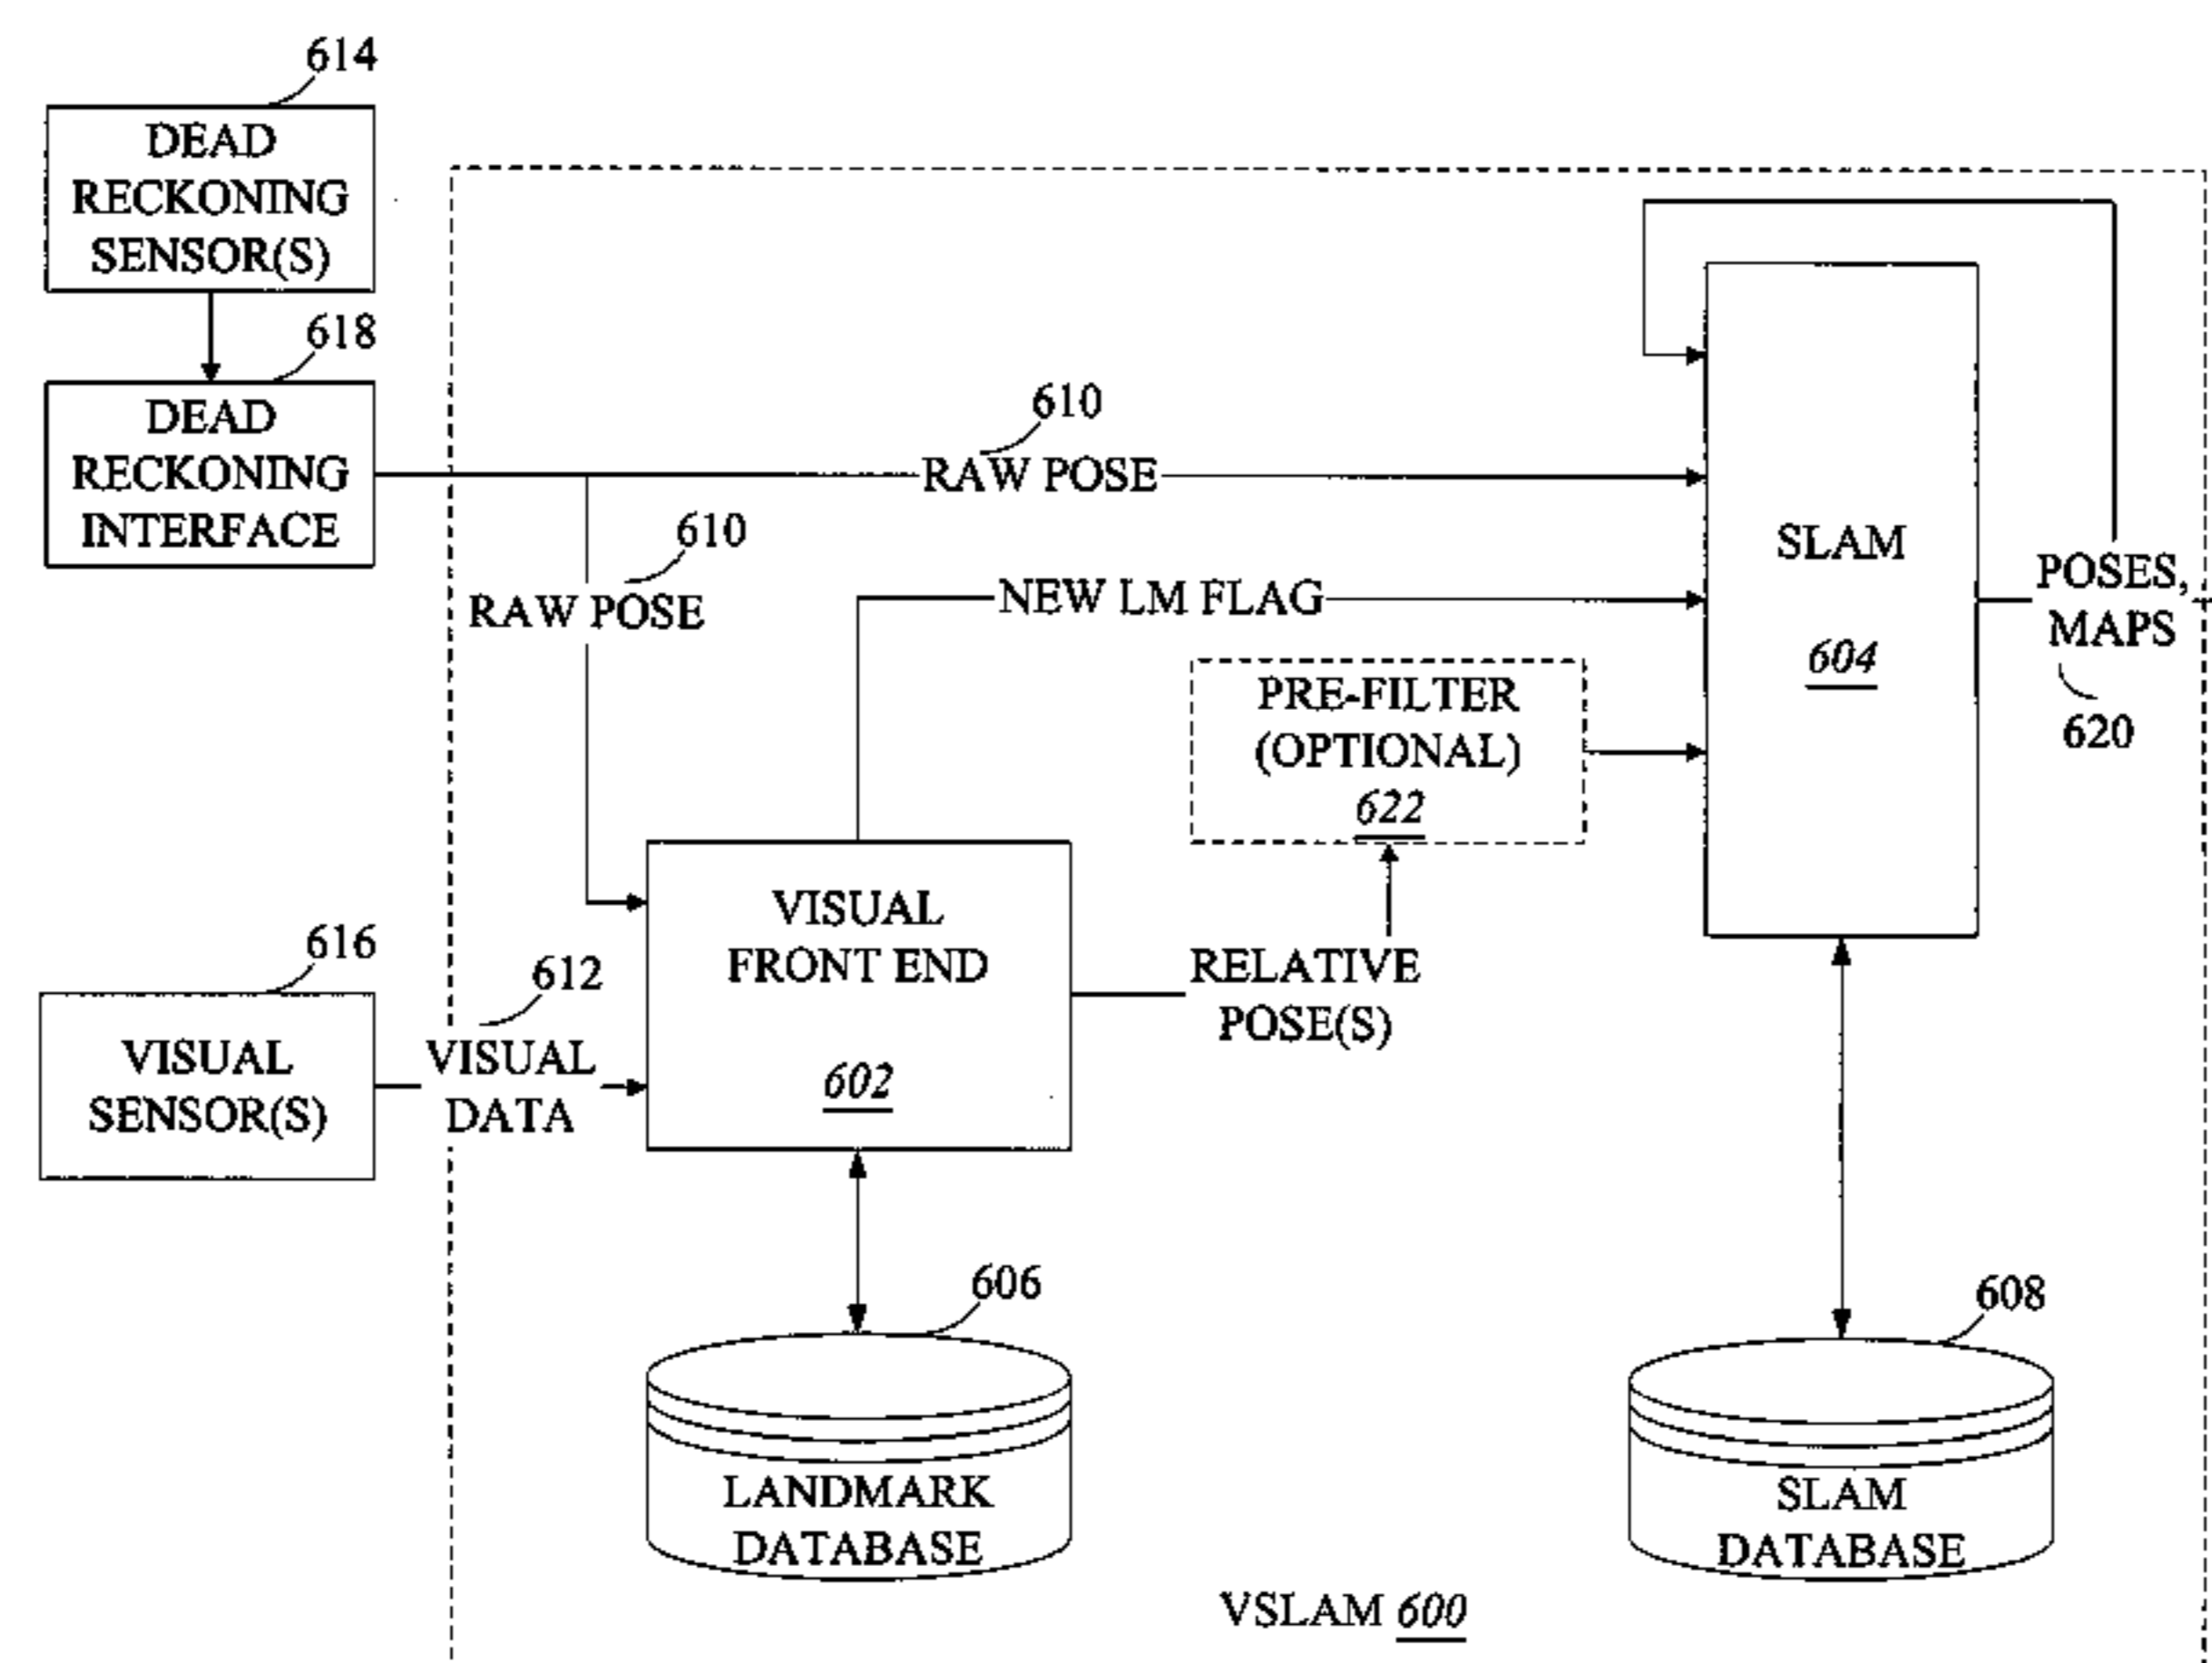 614
DEAD
RECKONING
SENSOR(S)
618
DEAD
RECKONING
INTERFACE
610
RAW POSE
610
RAW POSE
NEW LM FLAG
SLAM
604
POSES,
MAPS
620
PRE-FILTER
(OPTIONAL)
622
VISUAL
FRONT END
602
RELATIVE
POSE(S)
616
VISUAL
SENSOR(S)
612
VISUAL
DATA
606
LANDMARK
DATABASE
608
SLAM
DATABASE
VSLAM 600